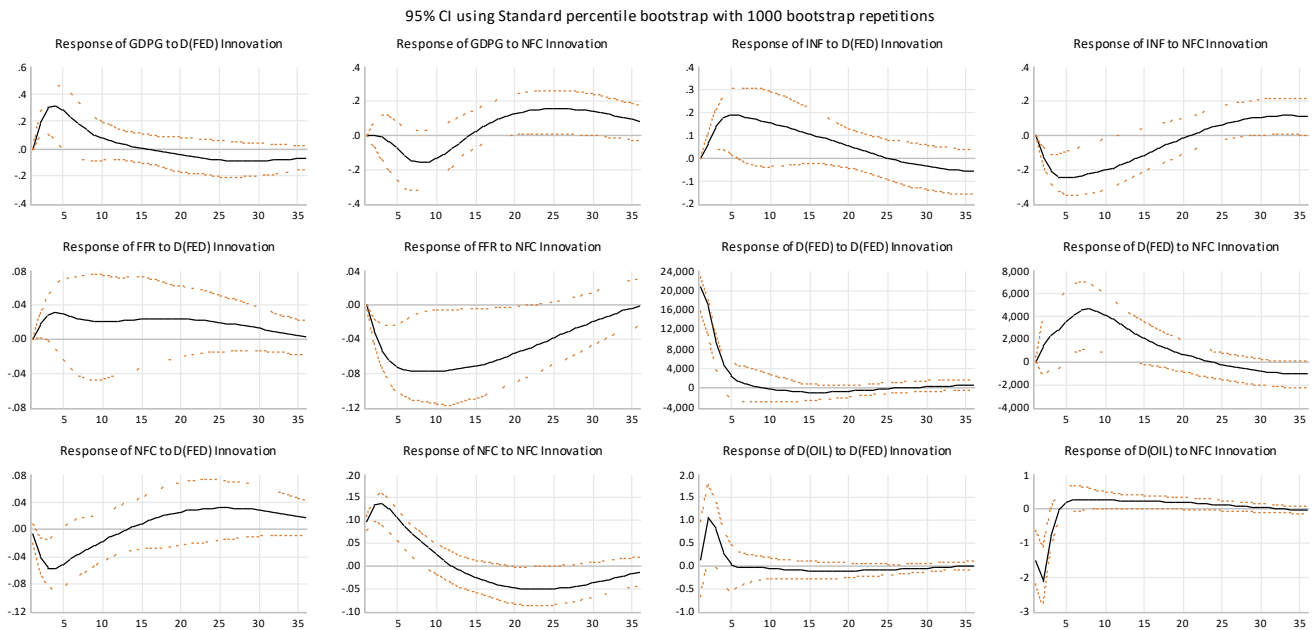 95% CI using Standard percentile bootstrap with 1000 bootstrap repetitions
Response of GDPG to D(FED) Innovation
.6
.4
.2
.0
-.2
-.4
5 10 15 20 25 30 35
Response of GDPG to NFC Innovation
.4
.2
.0
-.2
-.4
5 10 15 20 25 30 35
Response of INF to D(FED) Innovation
.4
.3
.2
.1
.0
-.1
-.2
5 10 15 20 25 30 35
Response of INF to NFC Innovation
.4
.2
.0
-.2
-.4
5 10 15 20 25 30 35
Response of FFR to D(FED) Innovation
.08
.04
.00
-.04
-.08
5 10 15 20 25 30 35
Response of FFR to NFC Innovation
.04
.00
-.04
-.08
-.12
5 10 15 20 25 30 35
Response of D(FED) to D(FED) Innovation
24,000
20,000
16,000
12,000
8,000
4,000
0
-4,000
5 10 15 20 25 30 35
Response of D(FED) to NFC Innovation
8,000
6,000
4,000
2,000
0
-2,000
-4,000
5 10 15 20 25 30 35
Response of NFC to D(FED) Innovation
.08
.04
.00
-.04
-.08
-.12
5 10 15 20 25 30 35
Response of NFC to NFC Innovation
.20
.15
.10
.05
.00
-.05
-.10
5 10 15 20 25 30 35
Response of D(OIL) to D(FED) Innovation
2.0
1.5
1.0
0.5
0.0
-0.5
-1.0
5 10 15 20 25 30 35
Response of D(OIL) to NFC Innovation
1
0
-1
-2
-3
5 10 15 20 25 30 35